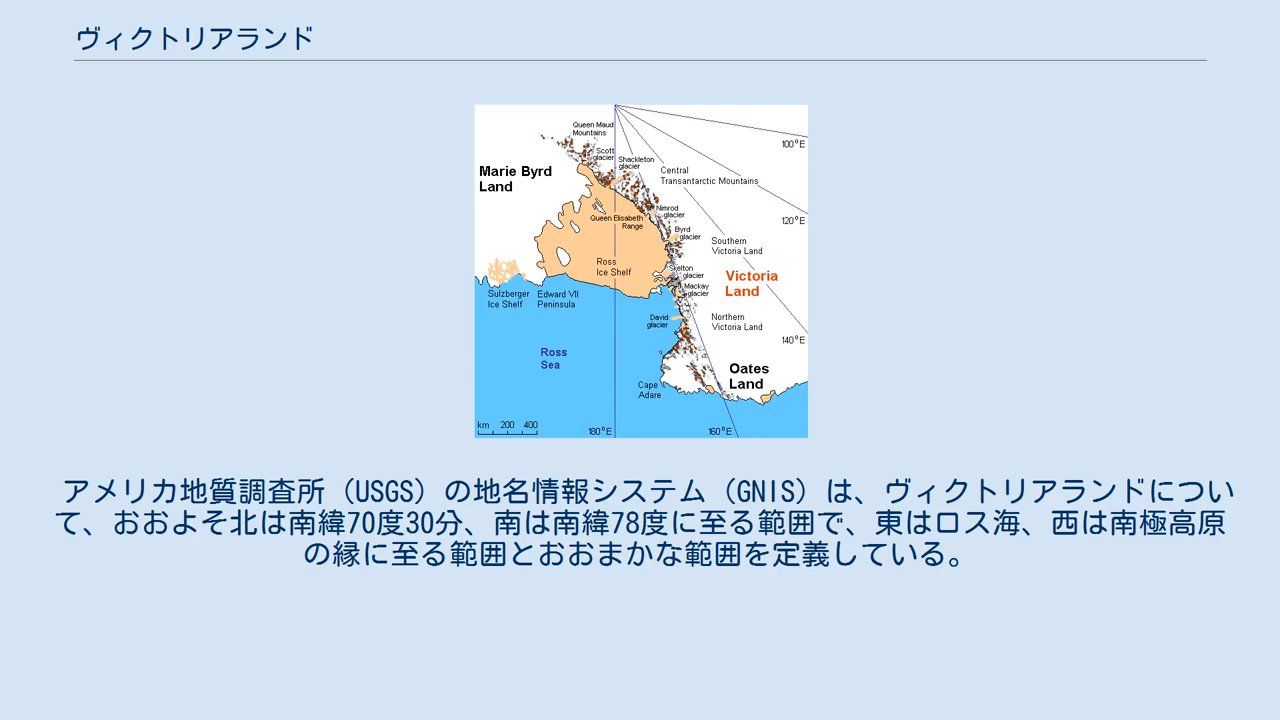 ヴィクトリアランド
Queen Maud
Mountains
Scott
glacier
Shackleton
glacier
Central
Transantarctic Mountains
100°E
Marie Byrd
Land
Nimrod
glacier
Queen Elisabeth
Range
120°E
Byrd
glacier
Southern
Victoria Land
Ross
Ice Shelf
Skelton
glacier
Victoria
Land
Mackay
glacier
Sulzberger
Ice Shelf
Edward VII
Peninsula
David
glacier
Northern
Victoria Land
140°E
Ross
Sea
Oates
Land
Cape
Adare
km 200 400
180°E
160°E
アメリカ地質調査所（USGS）の地名情報システム（GNIS）は、ヴィクトリアランドについ
て、おおよそ北は南緯70度30分、南は南緯78度に至る範囲で、東はロス海、西は南極高原
の縁に至る範囲とおおまかな範囲を定義している。